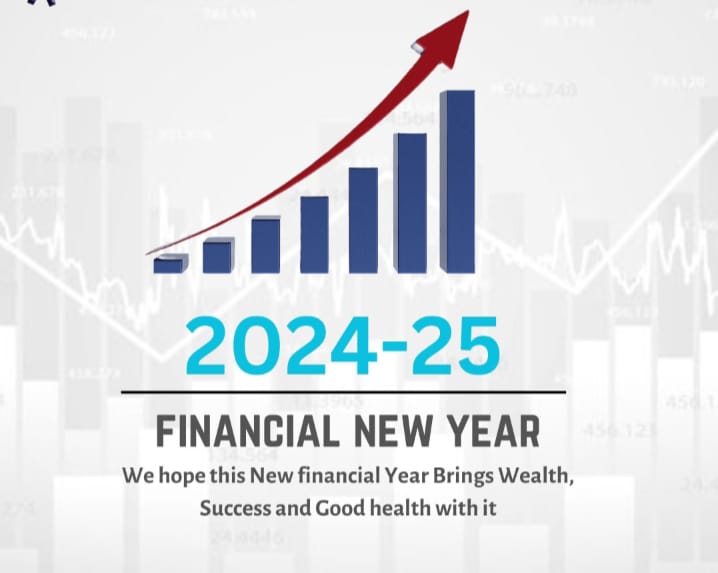 2024-25
FINANCIAL NEW YEAR
We hope this New financial Year Brings Wealth,
Success and Good health with it